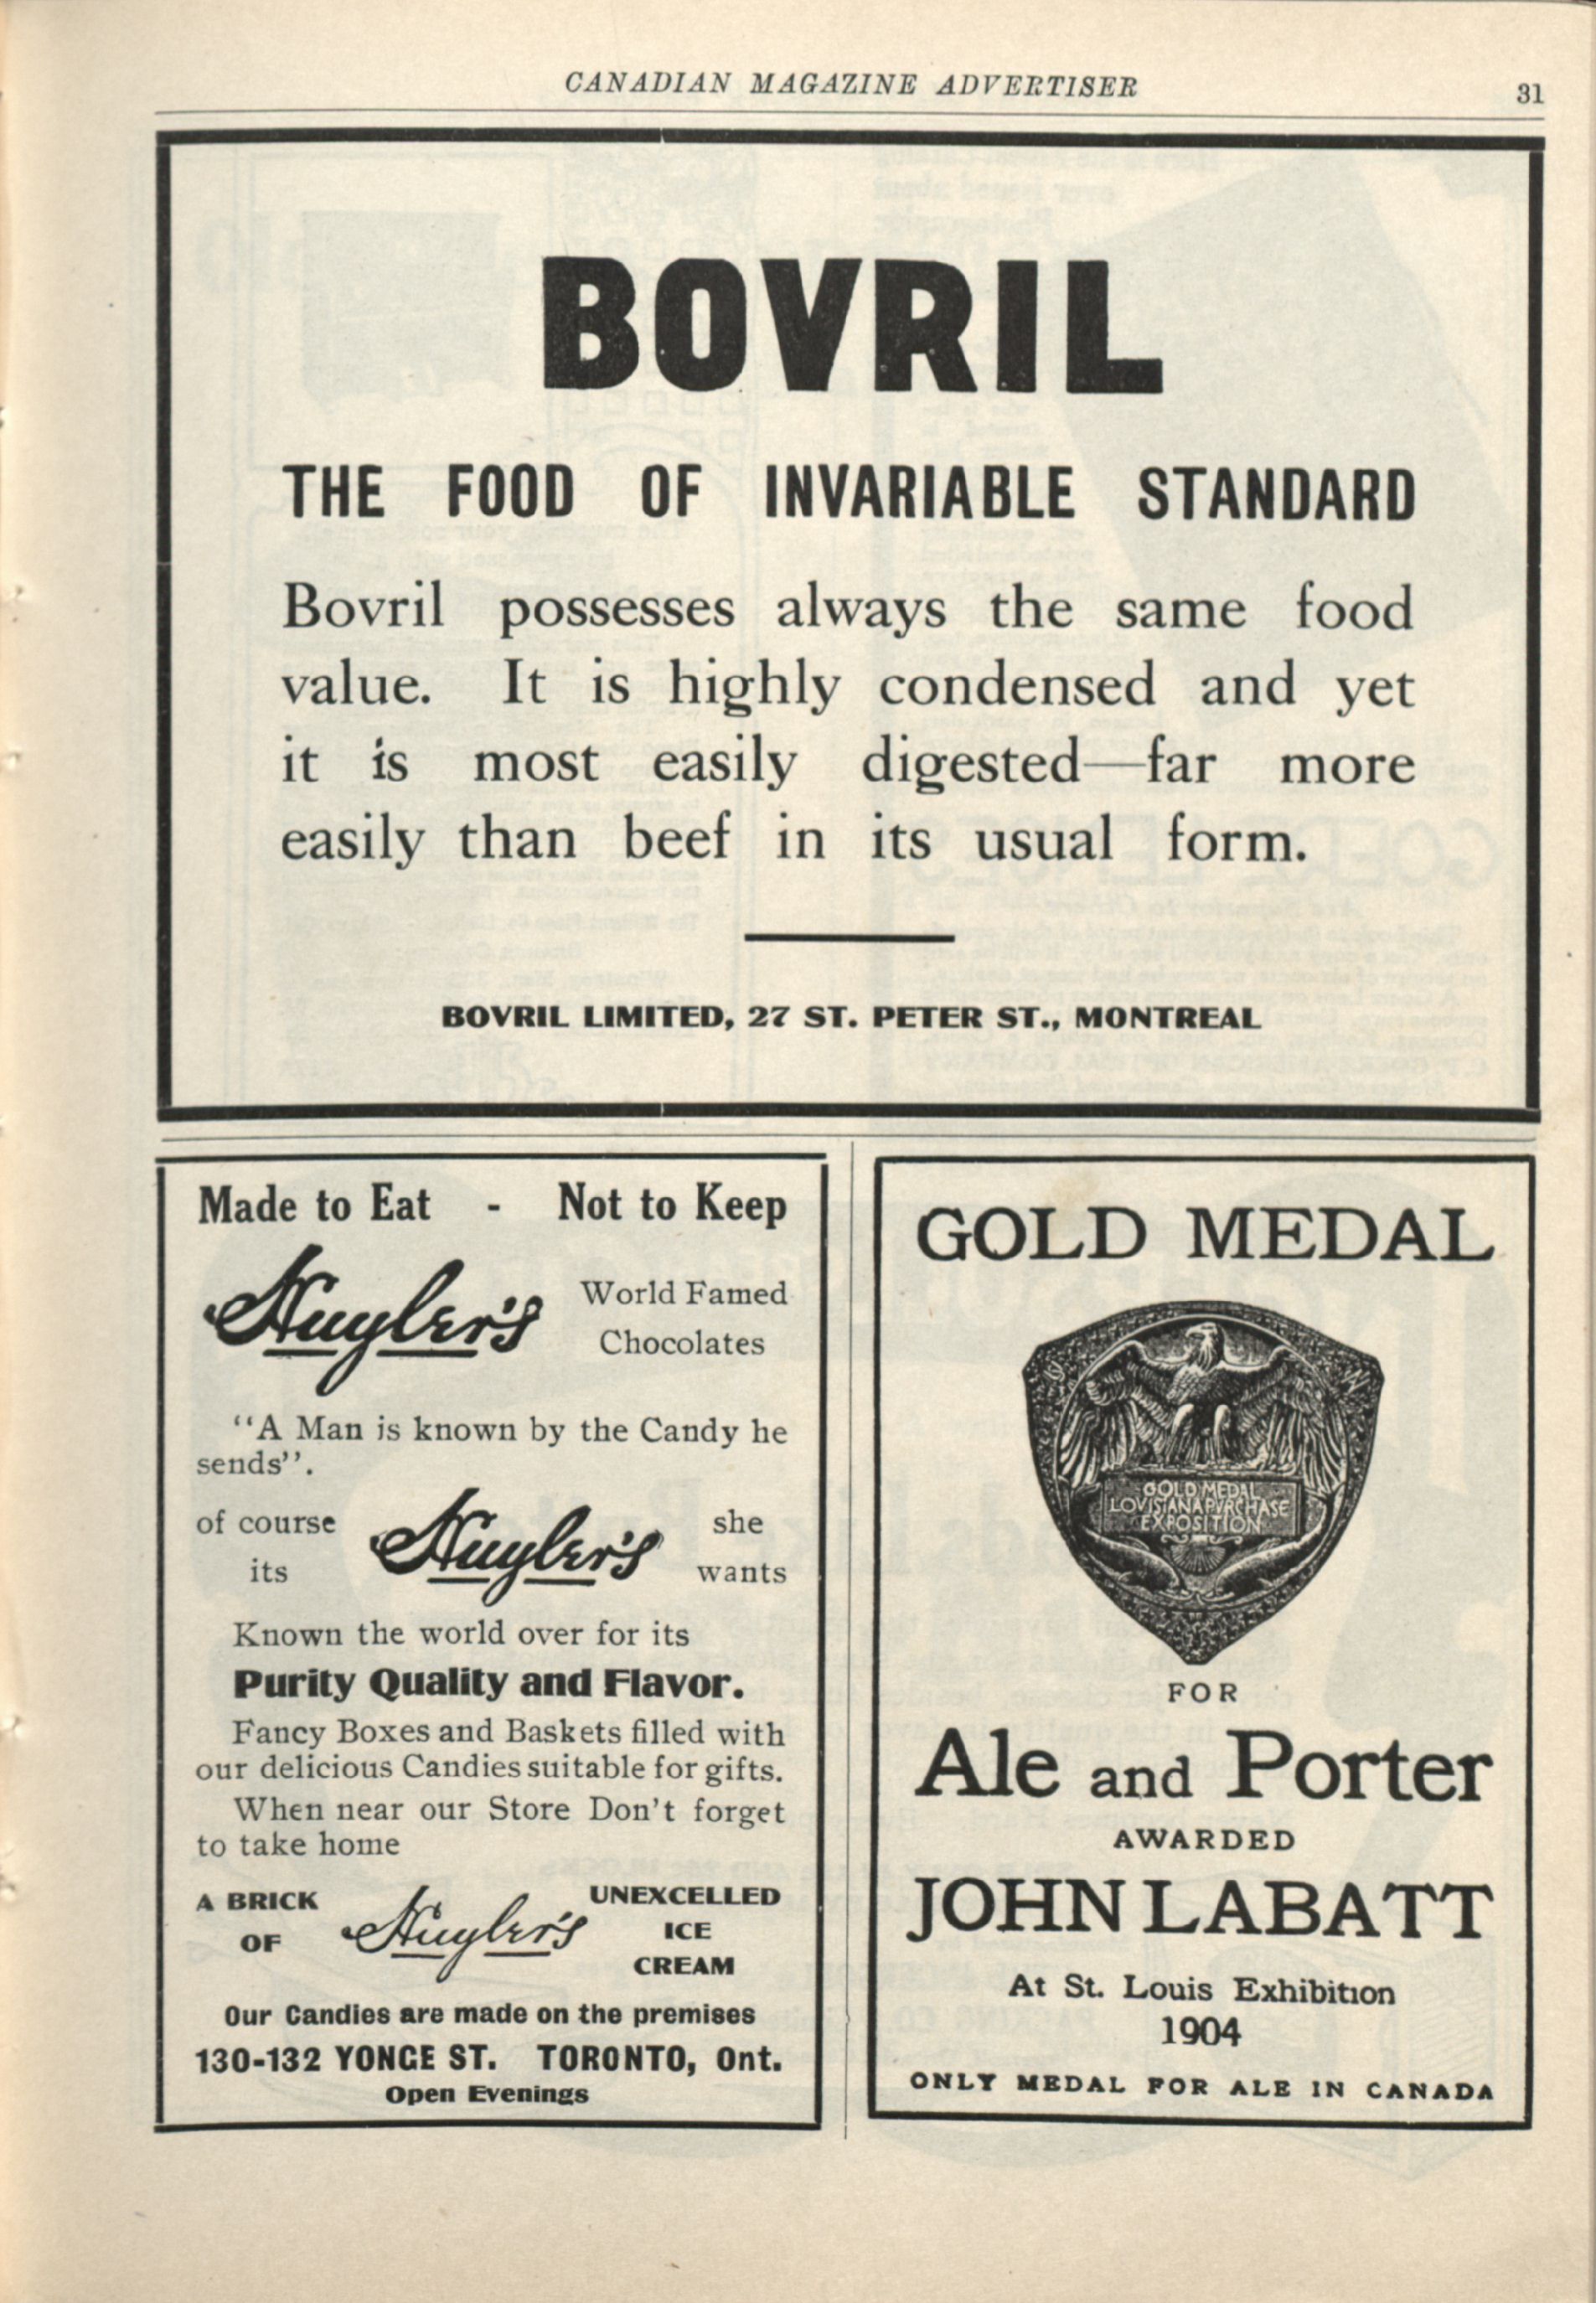 CANADIAN MAGAZINE ADVERTISER
31
BOVRIL
THE FOOD OF INVARIABLE STANDARD
Bovril possesses always the same food
value. It is highly condensed and yet
it is most easily digested—far more
easily than beef in its usual form.
BOVRIL LIMITED, 27 ST. PETER ST., MONTREAL
Made to Eat - Not to Keep
Huyler's
World Famed
Chocolates
"A Man is known by the Candy he
sends".
of course
its
Huyler's
she
wants
Known the world over for its
Purity Quality and Flavor.
Fancy Boxes and Baskets filled with
our delicious Candies suitable for gifts.
When near our Store Don't forget
to take home
A BRICK
OF
Huyler's
UNEXCELLED
ICE
CREAM
Our Candies are made on the premises
130-132 YONGE ST. TORONTO, Ont.
Open Evenings
GOLD MEDAL
GOLD MEDAL
LOUISIANA PURCHASE
EXPOSITION
FOR
Ale and Porter
AWARDED
JOHN LABATT
At St. Louis Exhibition
1904
ONLY MEDAL FOR ALE IN CANADA